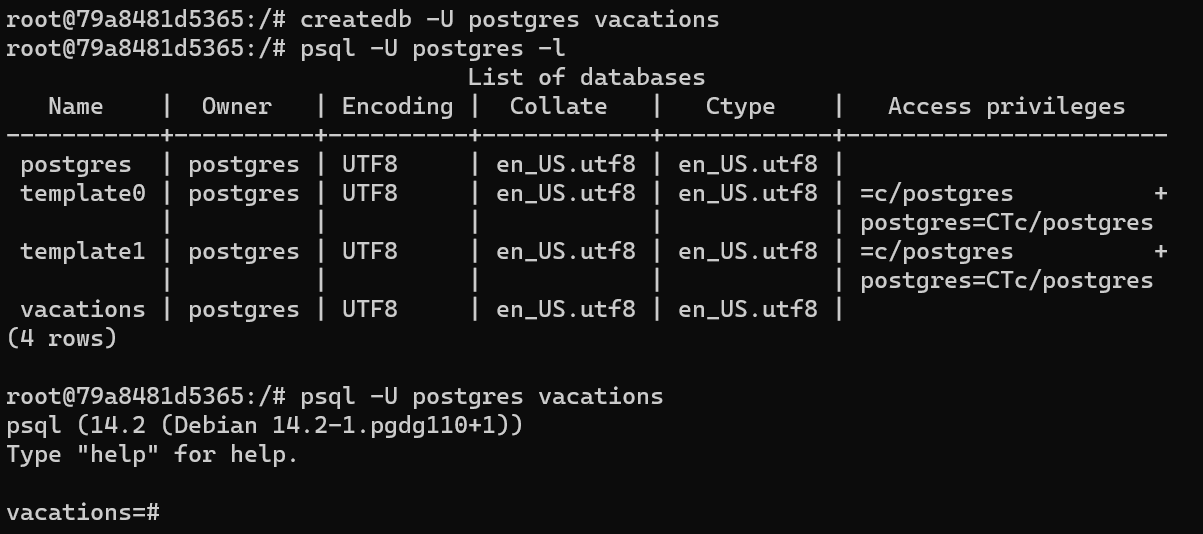 root@79a8481d5365:/# createdb -U postgres vacations
root@79a8481d5365:/# psql -U postgres -l
                                 List of databases
   Name    |  Owner   | Encoding |  Collate   |   Ctype    |   Access privileges
-----------+----------+----------+------------+------------+-----------------------
 postgres  | postgres | UTF8     | en_US.utf8 | en_US.utf8 |
 template0 | postgres | UTF8     | en_US.utf8 | en_US.utf8 | =c/postgres          +
           |          |          |            |            | postgres=CTc/postgres
 template1 | postgres | UTF8     | en_US.utf8 | en_US.utf8 | =c/postgres          +
           |          |          |            |            | postgres=CTc/postgres
 vacations | postgres | UTF8     | en_US.utf8 | en_US.utf8 |
(4 rows)

root@79a8481d5365:/# psql -U postgres vacations
psql (14.2 (Debian 14.2-1.pgdg110+1))
Type "help" for help.

vacations=#